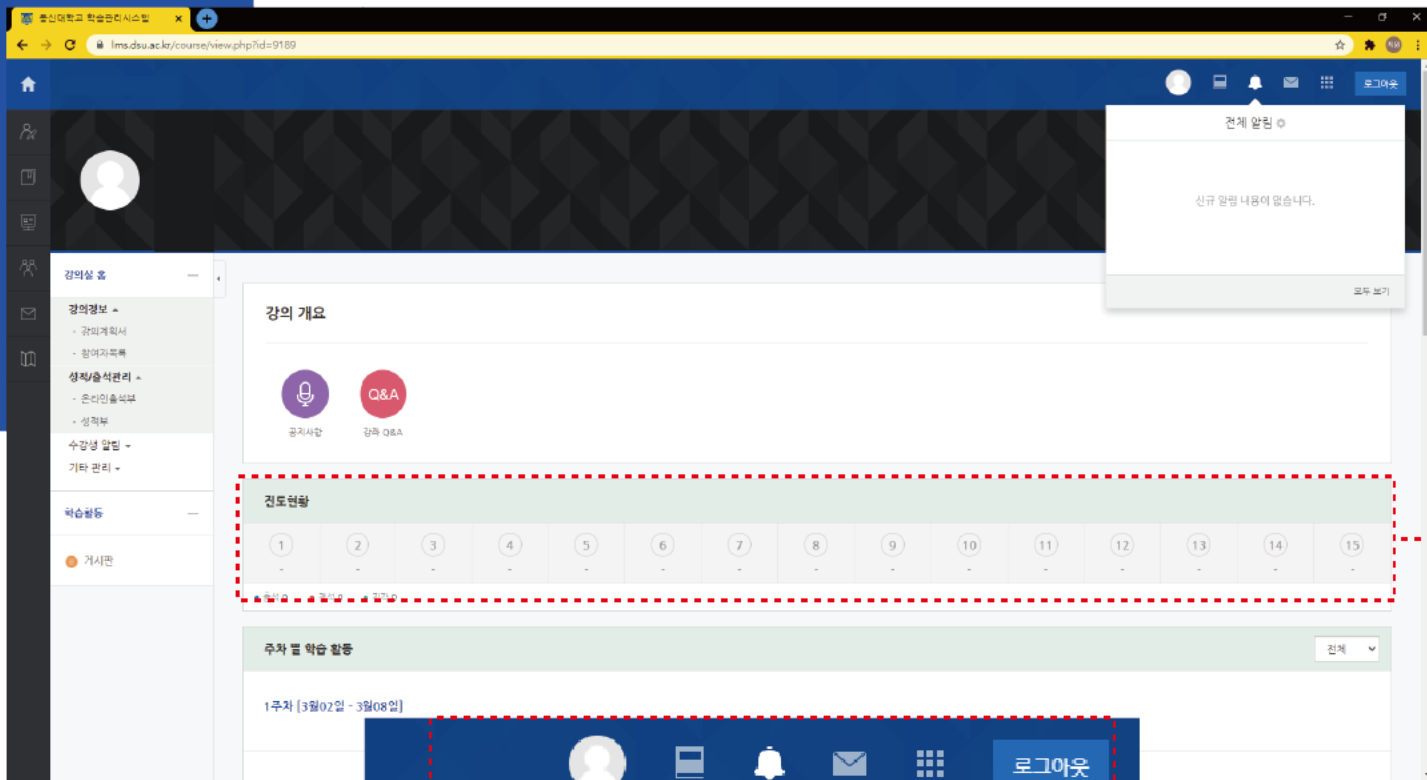 동신대학교 학습관리시스템
lms.dsu.ac.kr/course/view.php?id=9189
로그아웃
전체 알림
신규 알림 내용이 없습니다.
모두 보기
강의실 홈
강의정보
- 강의계획서
- 참여자목록
성적/출석관리
- 온라인출석부
- 성적부
수강생 알림
기타 관리
학습활동
게시판
강의 개요
Q&A
공지사항
강좌 Q&A
진도현황
1 2 3 4 5 6 7 8 9 10 11 12 13 14 15
- - - - - - - - - - - - - - -
주차 별 학습 활동
전체
1주차 [3월02일 - 3월08일]
로그아웃